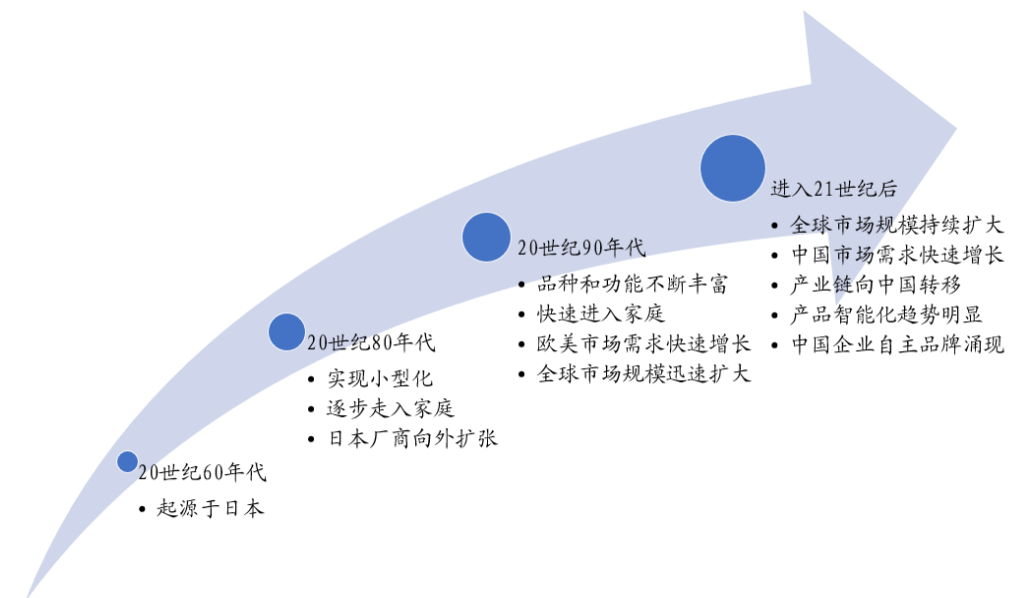 20世纪60年代
• 起源于日本
20世纪80年代
• 实现小型化
• 逐步走入家庭
• 日本厂商向外扩张
20世纪90年代
• 品种和功能不断丰富
• 快速进入家庭
• 欧美市场需求快速增长
• 全球市场规模迅速扩大
进入21世纪后
• 全球市场规模持续扩大
• 中国市场需求快速增长
• 产业链向中国转移
• 产品智能化趋势明显
• 中国企业自主品牌涌现